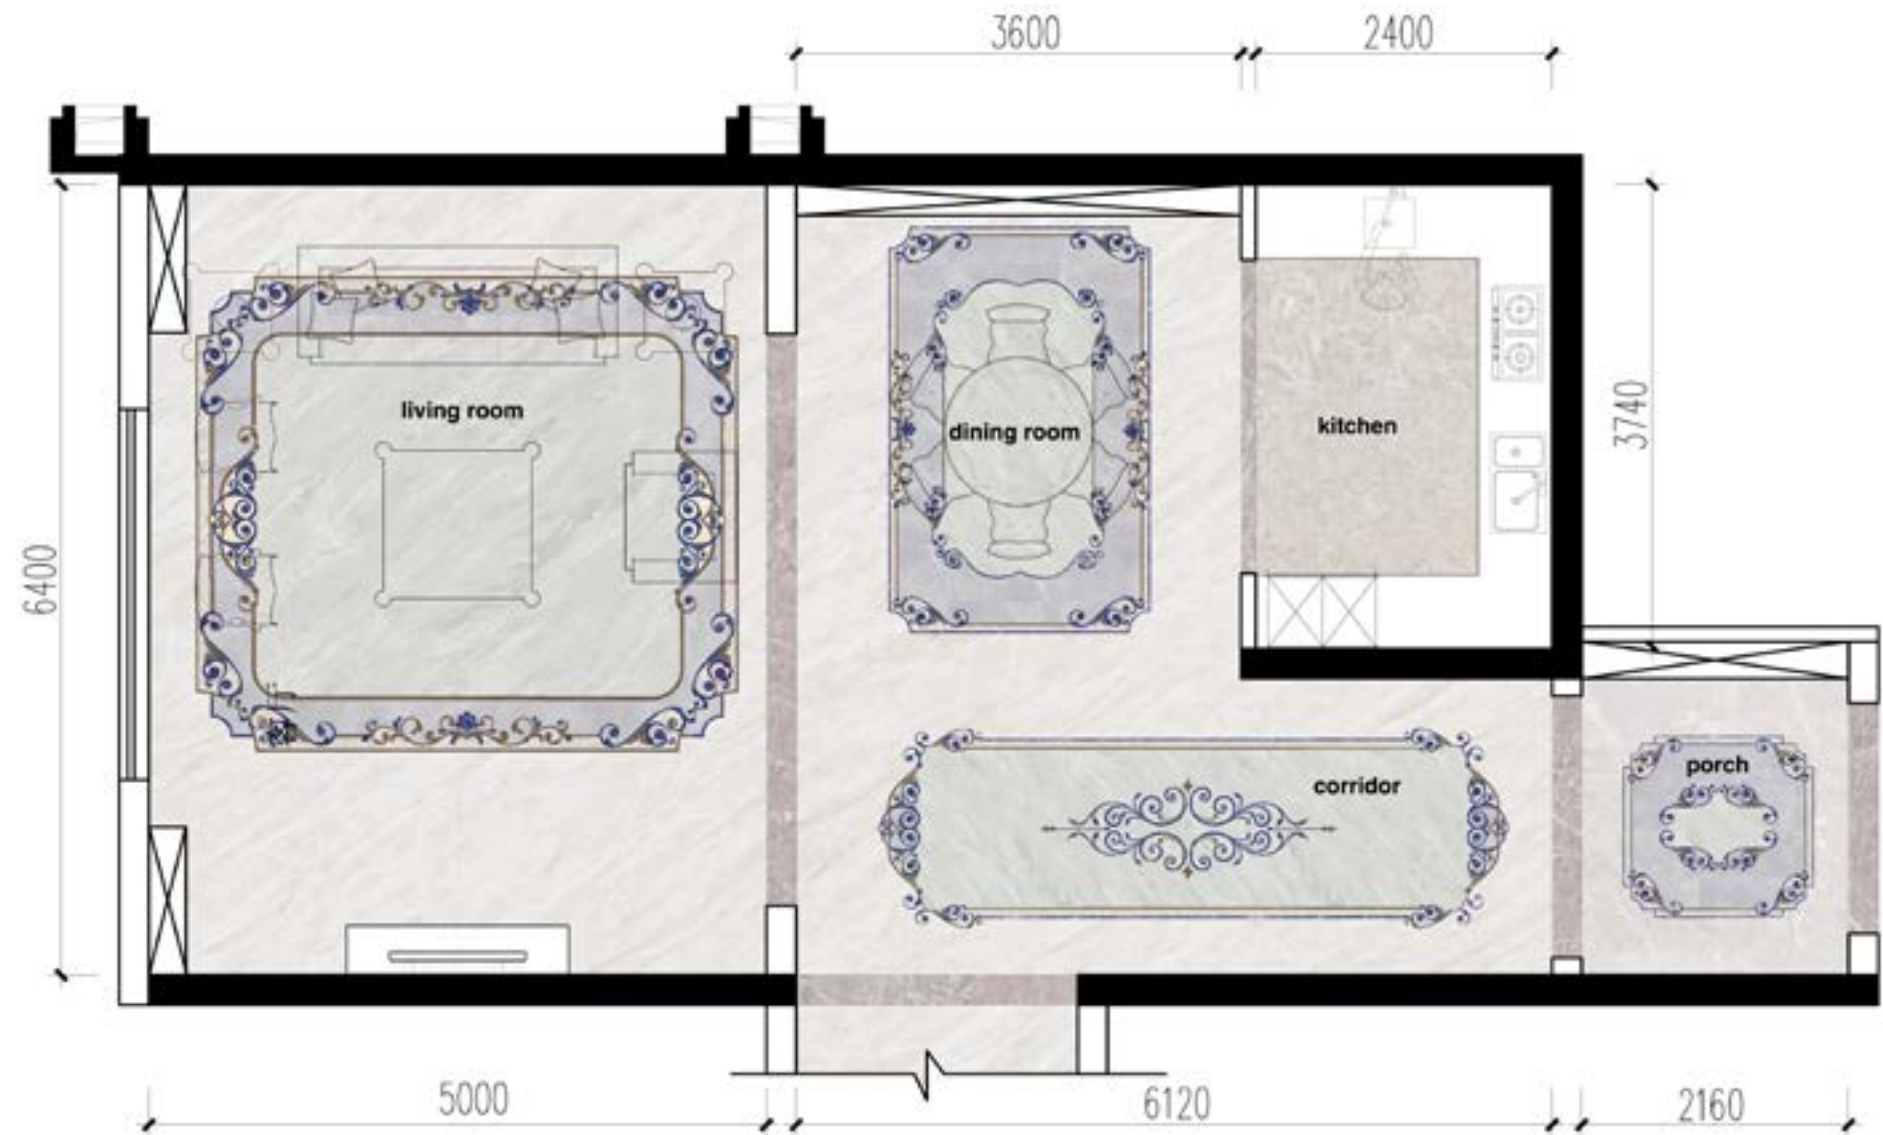 3600
2400
living room
dining room
kitchen
3740
6400
porch
corridor
5000
6120
2160